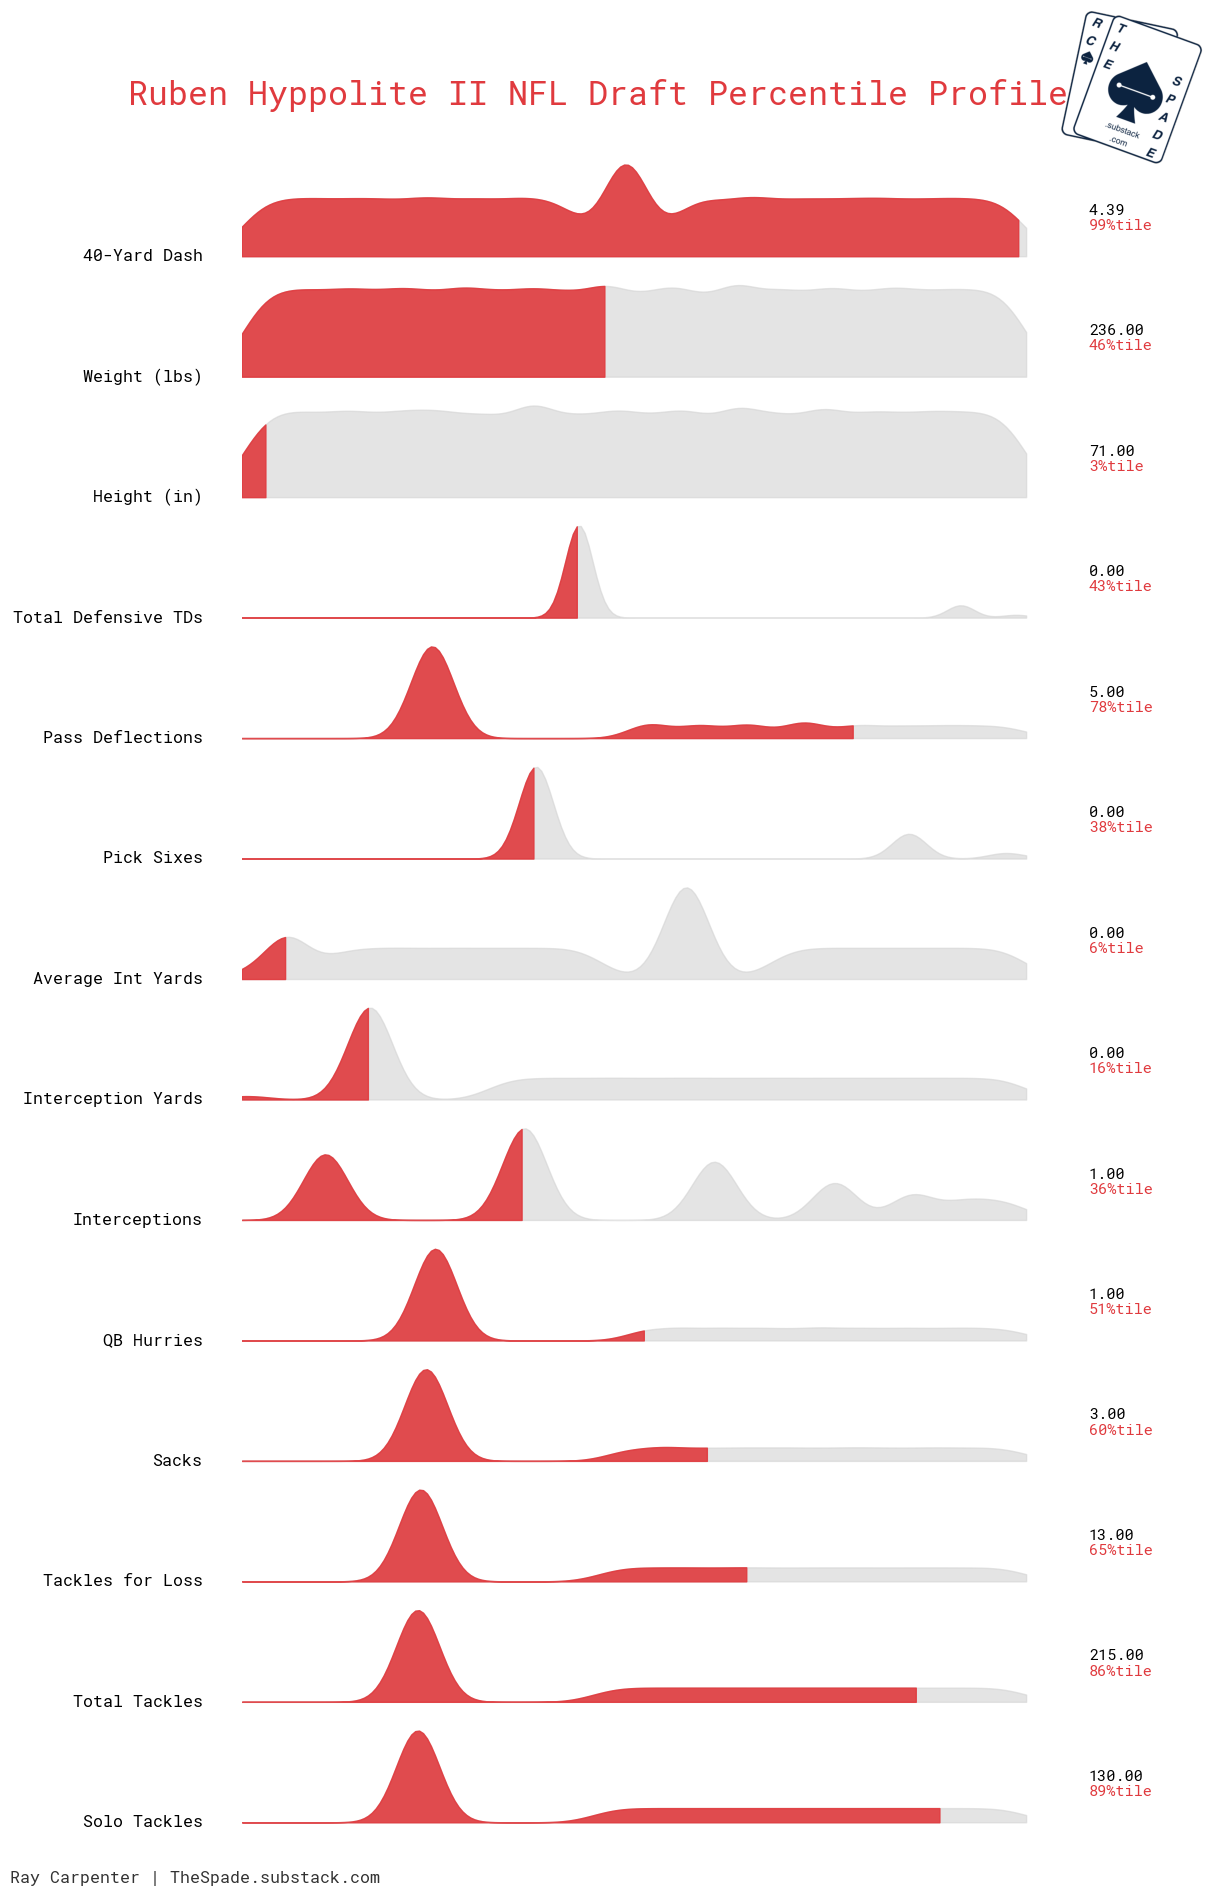 R
C
T
H
E
S
P
A
D
E
.substack
.com
Ruben Hyppolite II NFL Draft Percentile Profile
40-Yard Dash
4.39
99%tile
Weight (lbs)
236.00
46%tile
Height (in)
71.00
3%tile
Total Defensive TDs
0.00
43%tile
Pass Deflections
5.00
78%tile
Pick Sixes
0.00
38%tile
Average Int Yards
0.00
6%tile
Interception Yards
0.00
16%tile
Interceptions
1.00
36%tile
QB Hurries
1.00
51%tile
Sacks
3.00
60%tile
Tackles for Loss
13.00
65%tile
Total Tackles
215.00
86%tile
Solo Tackles
130.00
89%tile
Ray Carpenter | TheSpade.substack.com